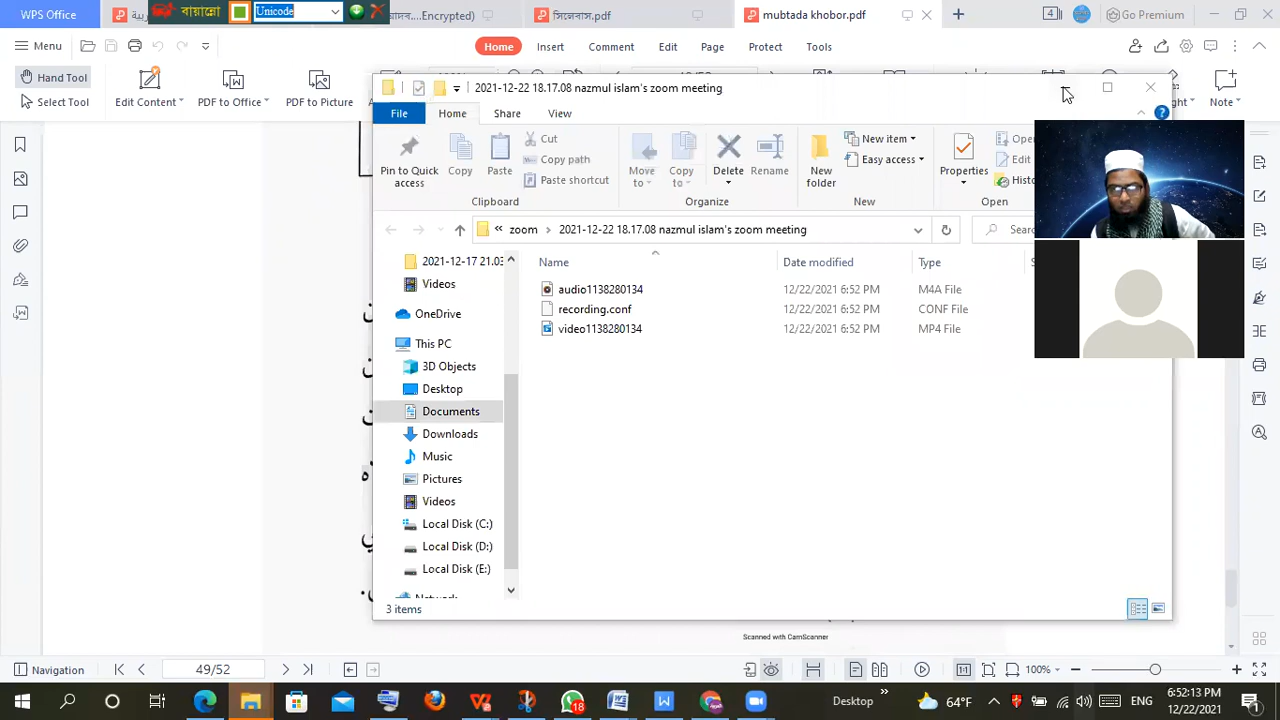 WPS Office
বায়ান্নো
Unicode
...Encrypted)
সিলেবাস.pdf
mubtada khobor.pdf
Go Premium
Menu
Home
Insert
Comment
Edit
Page
Protect
Tools
Hand Tool
Select Tool
Edit Content
PDF to Office
PDF to Picture
Note
2021-12-22 18.17.08 nazmul islam's zoom meeting
File
Home
Share
View
Pin to Quick access
Copy
Paste
Cut
Copy path
Paste shortcut
Clipboard
Move to
Copy to
Delete
Rename
Organize
New folder
New item
Easy access
New
Properties
Open
Edit
Histo
Open
zoom
2021-12-22 18.17.08 nazmul islam's zoom meeting
Sear
Name
Date modified
Type
audio1138280134
12/22/2021 6:52 PM
M4A File
recording.conf
12/22/2021 6:52 PM
CONF File
video1138280134
12/22/2021 6:52 PM
MP4 File
2021-12-17 21.03
Videos
OneDrive
This PC
3D Objects
Desktop
Documents
Downloads
Music
Pictures
Videos
Local Disk (C:)
Local Disk (D:)
Local Disk (E:)
Network
3 items
Scanned with CamScanner
Navigation
49/52
100%
18
Desktop
64°F
ENG
6:52:13 PM
12/22/2021
1